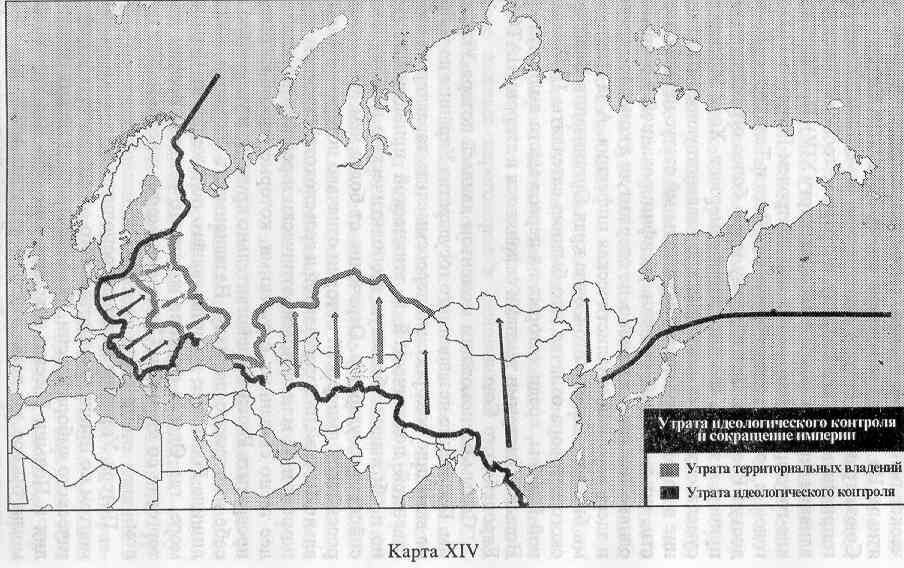 Утрата идеологического контроля
и сокращение империи
Утрата территориальных владений
Утрата идеологического контроля
Карта XIV